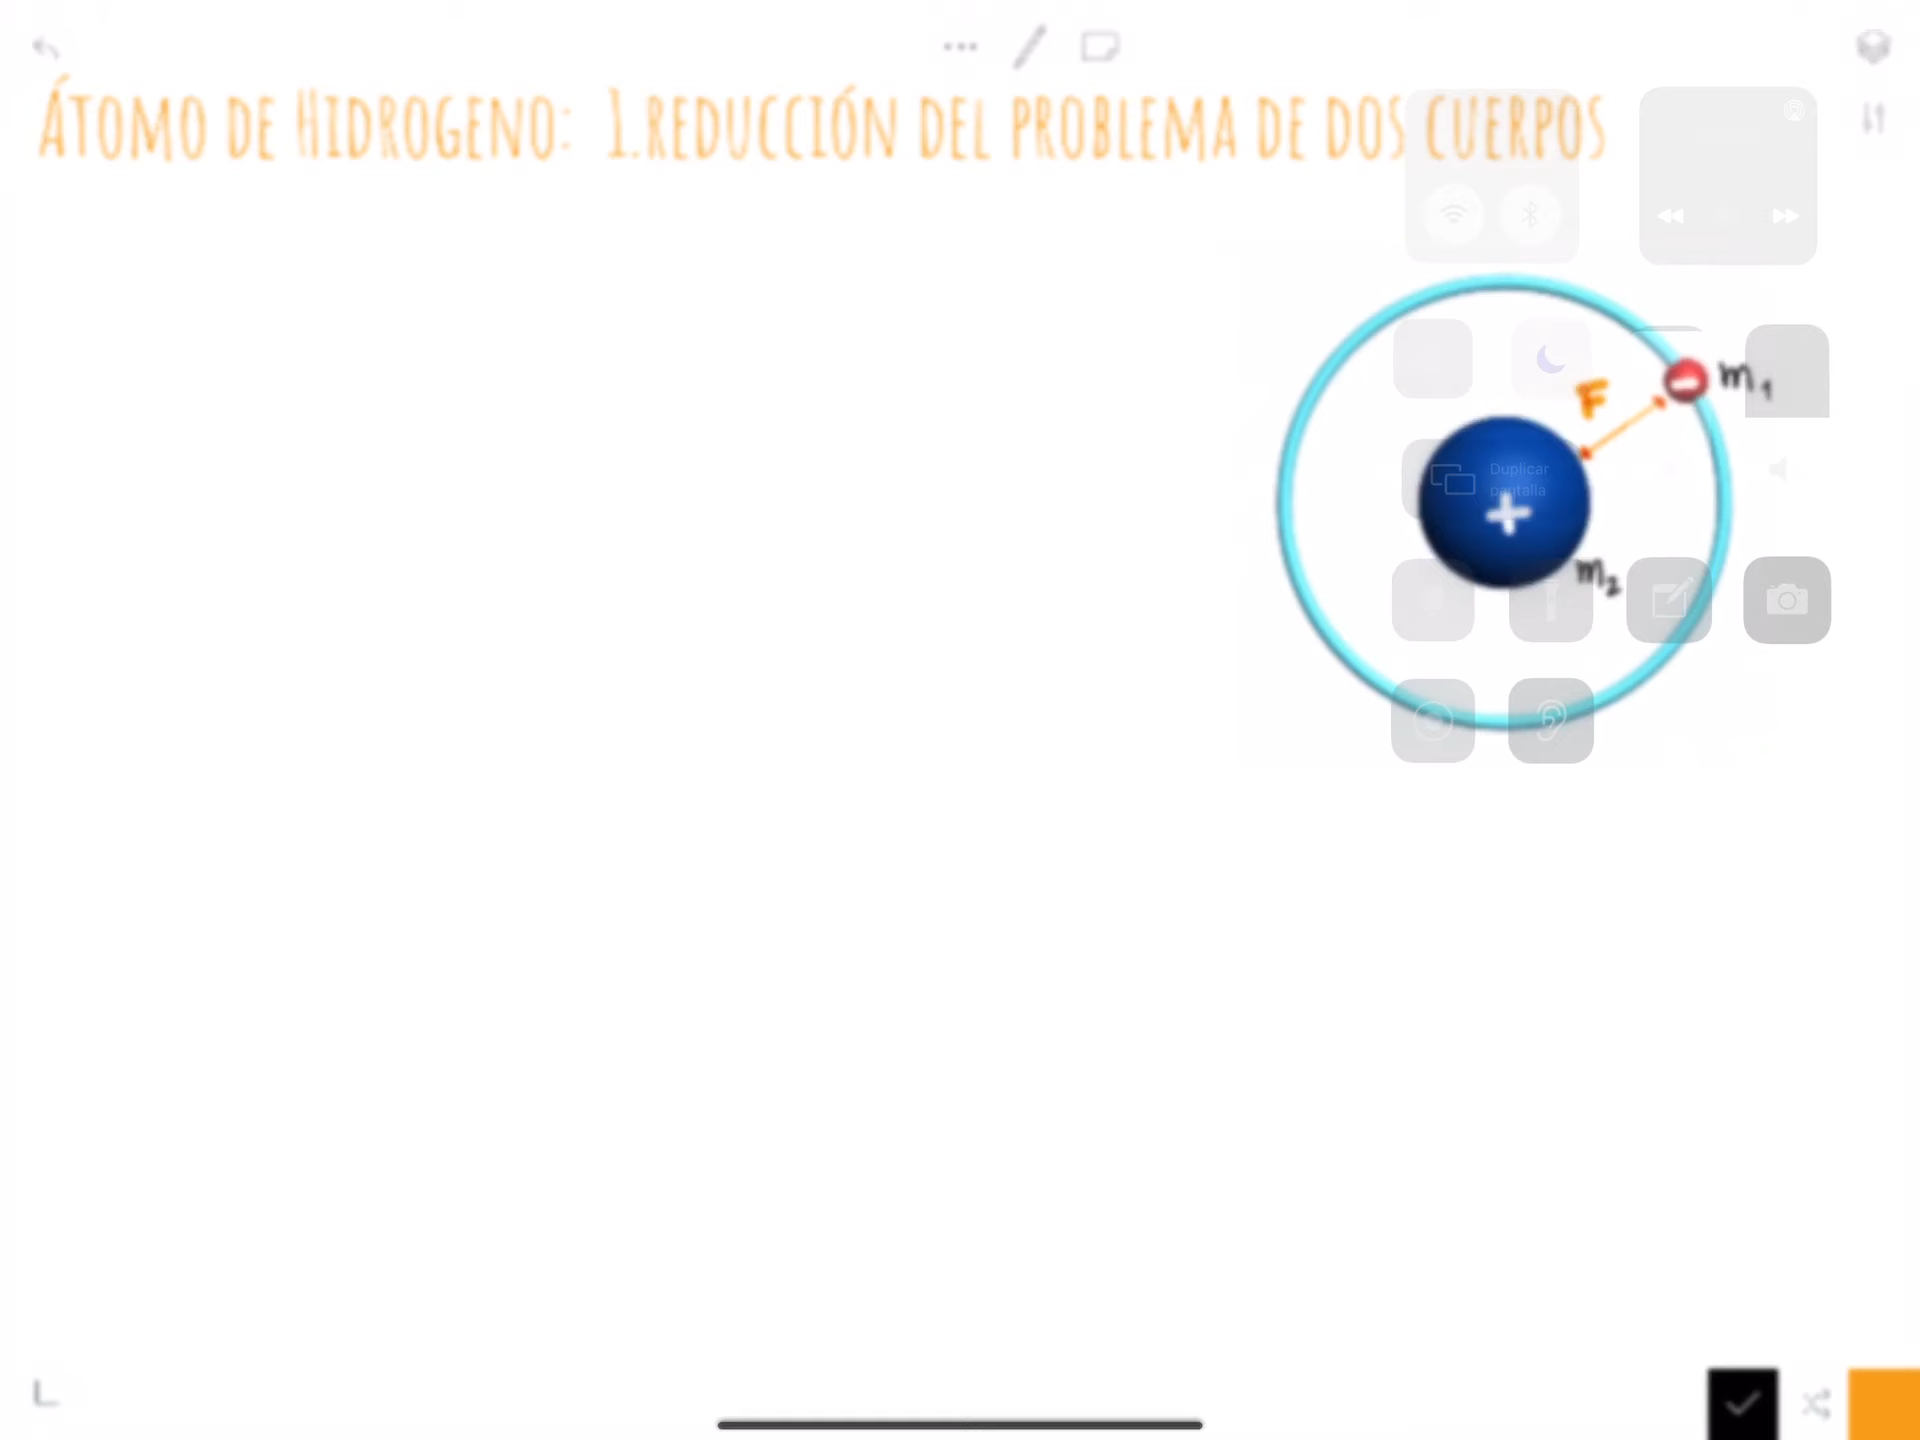 Átomo de Hidrogeno: 1.reducción del problema de dos cuerpos
F
m₁
Duplicar
pantalla
+
m₂